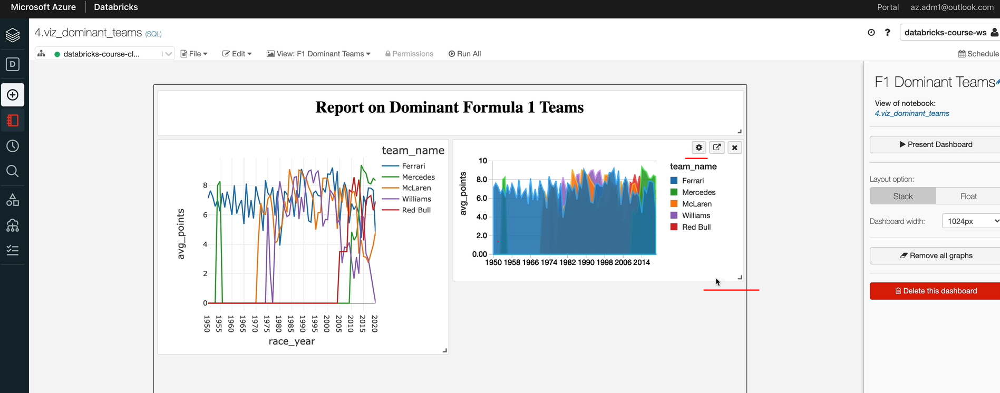 Microsoft Azure | Databricks
Portal az.adm1@outlook.com
4.viz_dominant_teams (SQL)
? databricks-course-ws
databricks-course-cl...
File Edit View: F1 Dominant Teams Permissions Run All
Schedule
D
Report on Dominant Formula 1 Teams
team_name
Ferrari
Mercedes
McLaren
Williams
Red Bull
avg_points
8
6
4
2
0
1950 1955 1960 1965 1970 1975 1980 1985 1990 1995 2000 2005 2010 2015 2020
race_year
avg_points
10
8.0
6.0
4.0
2.0
0.00
1950 1958 1966 1974 1982 1990 1998 2006 2014
team_name
Ferrari
Mercedes
McLaren
Williams
Red Bull
F1 Dominant Teams
View of notebook:
4.viz_dominant_teams
Present Dashboard
Layout option:
Stack Float
Dashboard width: 1024px
Remove all graphs
Delete this dashboard